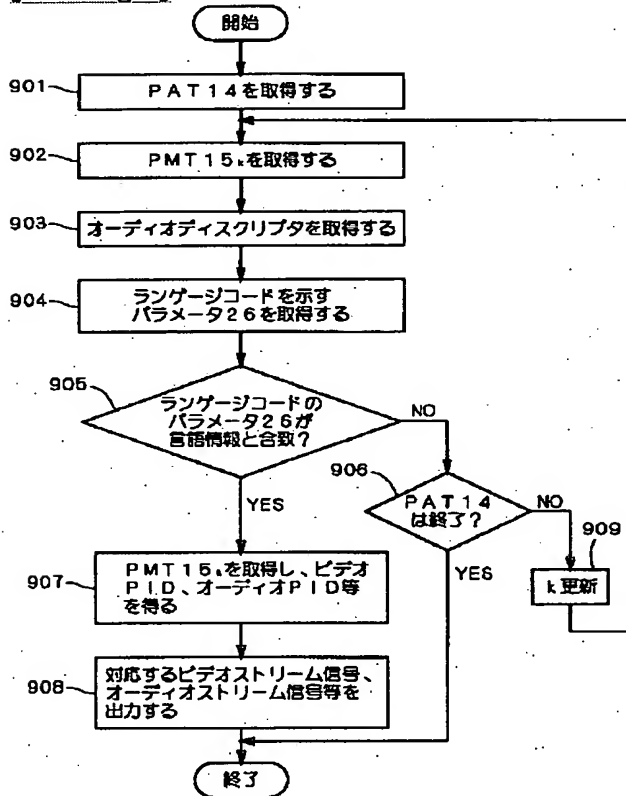 開始
901
PAT14を取得する
902
PMT15kを取得する
903
オーディオディスクリプタを取得する
904
ランゲージコードを示す
パラメータ26を取得する
905
ランゲージコードの
パラメータ26が
言語情報と合致?
NO
YES
906
PAT14
は終了?
NO
YES
909
k更新
907
PMT15kを取得し、ビデオ
PID、オーディオPID等
を得る
908
対応するビデオストリーム信号、
オーディオストリーム信号等を
出力する
終了